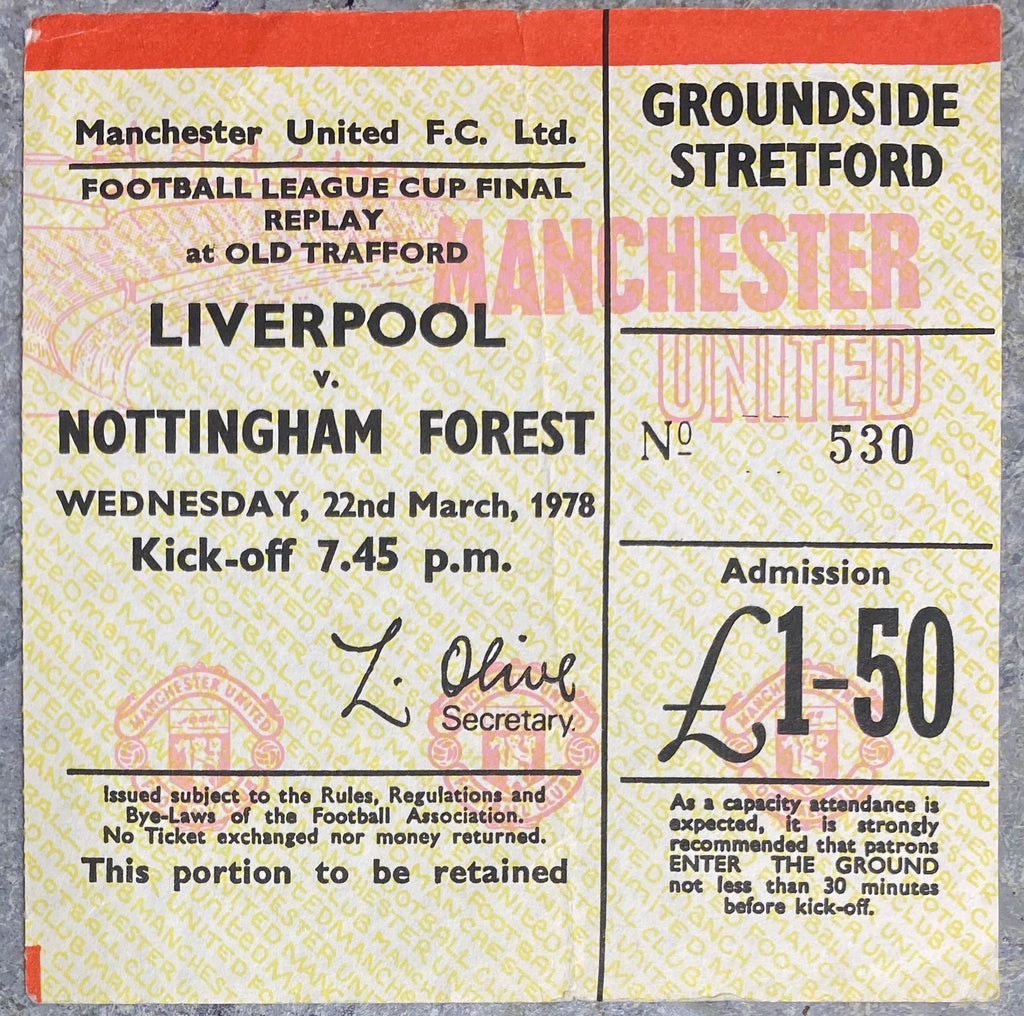 Manchester United F.C. Ltd.
FOOTBALL LEAGUE CUP FINAL
REPLAY
at OLD TRAFFORD
LIVERPOOL
v.
NOTTINGHAM FOREST
WEDNESDAY, 22nd March, 1978
Kick-off 7.45 p.m.
L. Olive
Secretary.
MANCHESTER UNITED
Issued subject to the Rules, Regulations and
Bye-Laws of the Football Association.
No Ticket exchanged nor money returned.
This portion to be retained
GROUNDSIDE
STRETFORD
MANCHESTER
UNITED
Nº 530
Admission
£1-50
As a capacity attendance is
expected, it is strongly
recommended that patrons
ENTER THE GROUND
not less than 30 minutes
before kick-off.